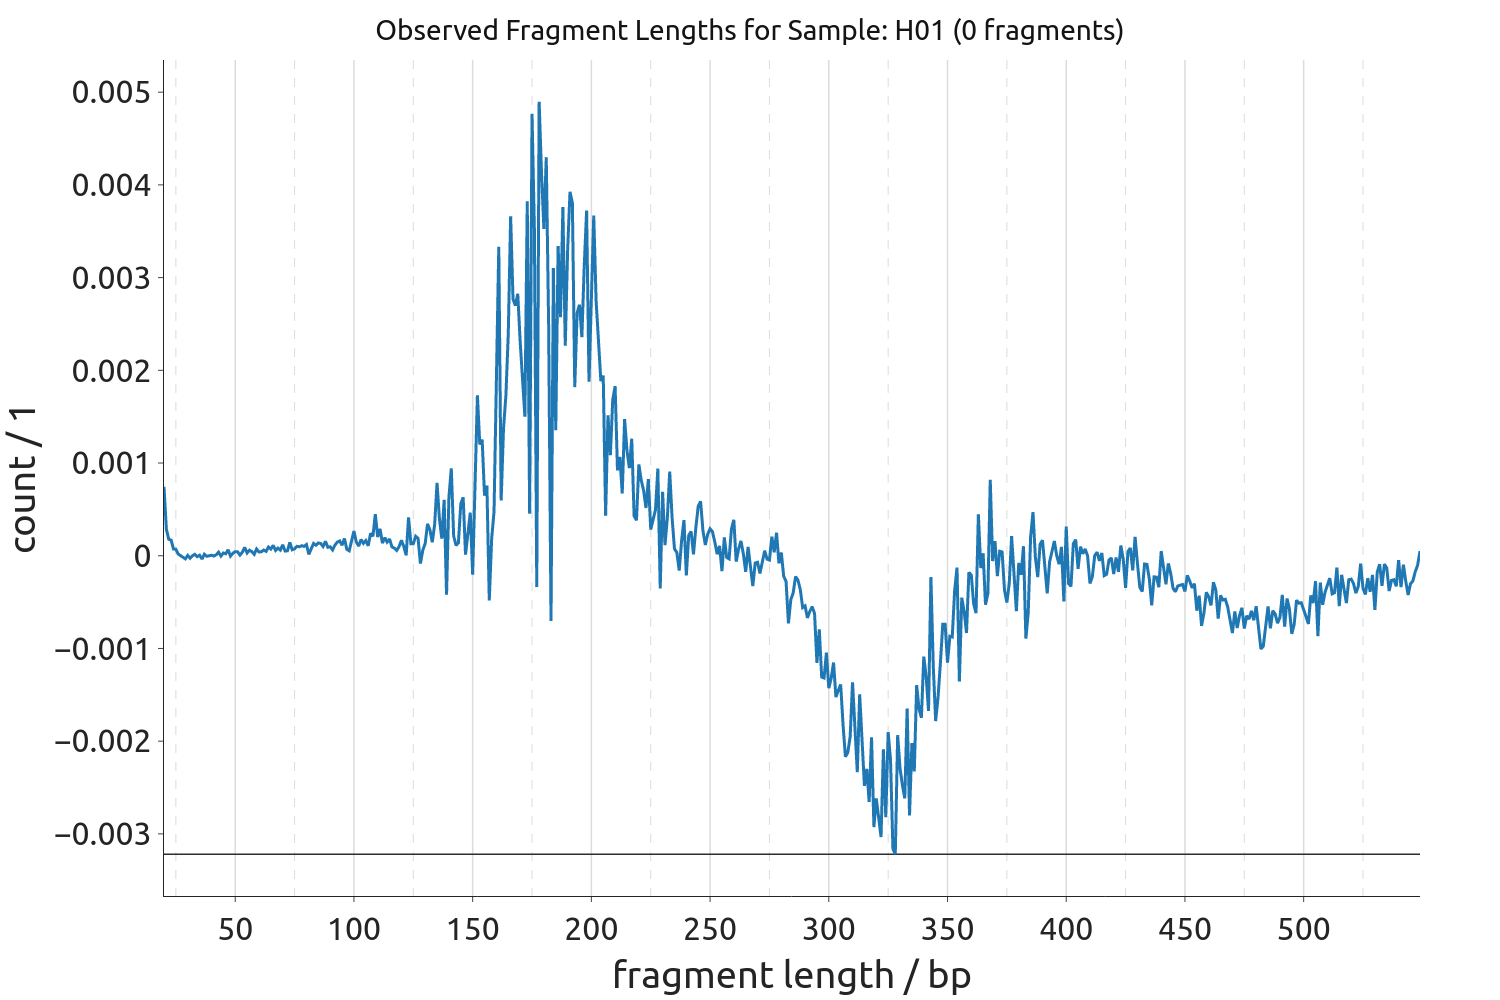 Observed Fragment Lengths for Sample: H01 (0 fragments)
0.005
0.004
0.003
0.002
0.001
0
−0.001
−0.002
−0.003
count / 1
50 100 150 200 250 300 350 400 450 500
fragment length / bp